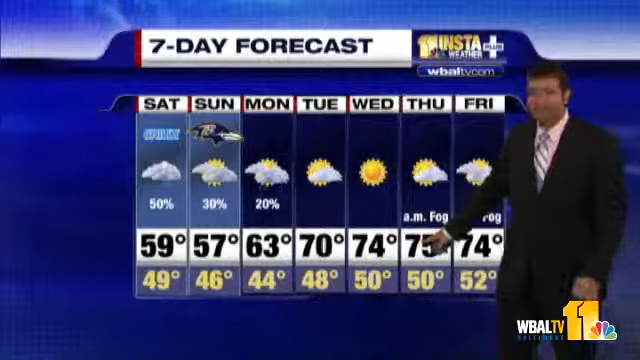 7-DAY FORECAST
11 INSTA
WEATHER PLUS
wbaltv.com
SAT SUN MON TUE WED THU FRI
50% 30% 20%
a.m. Fog Fog
59° 57° 63° 70° 74° 75° 74°
49° 46° 44° 48° 50° 50° 52°
WBALTV 11
BALTIMORE